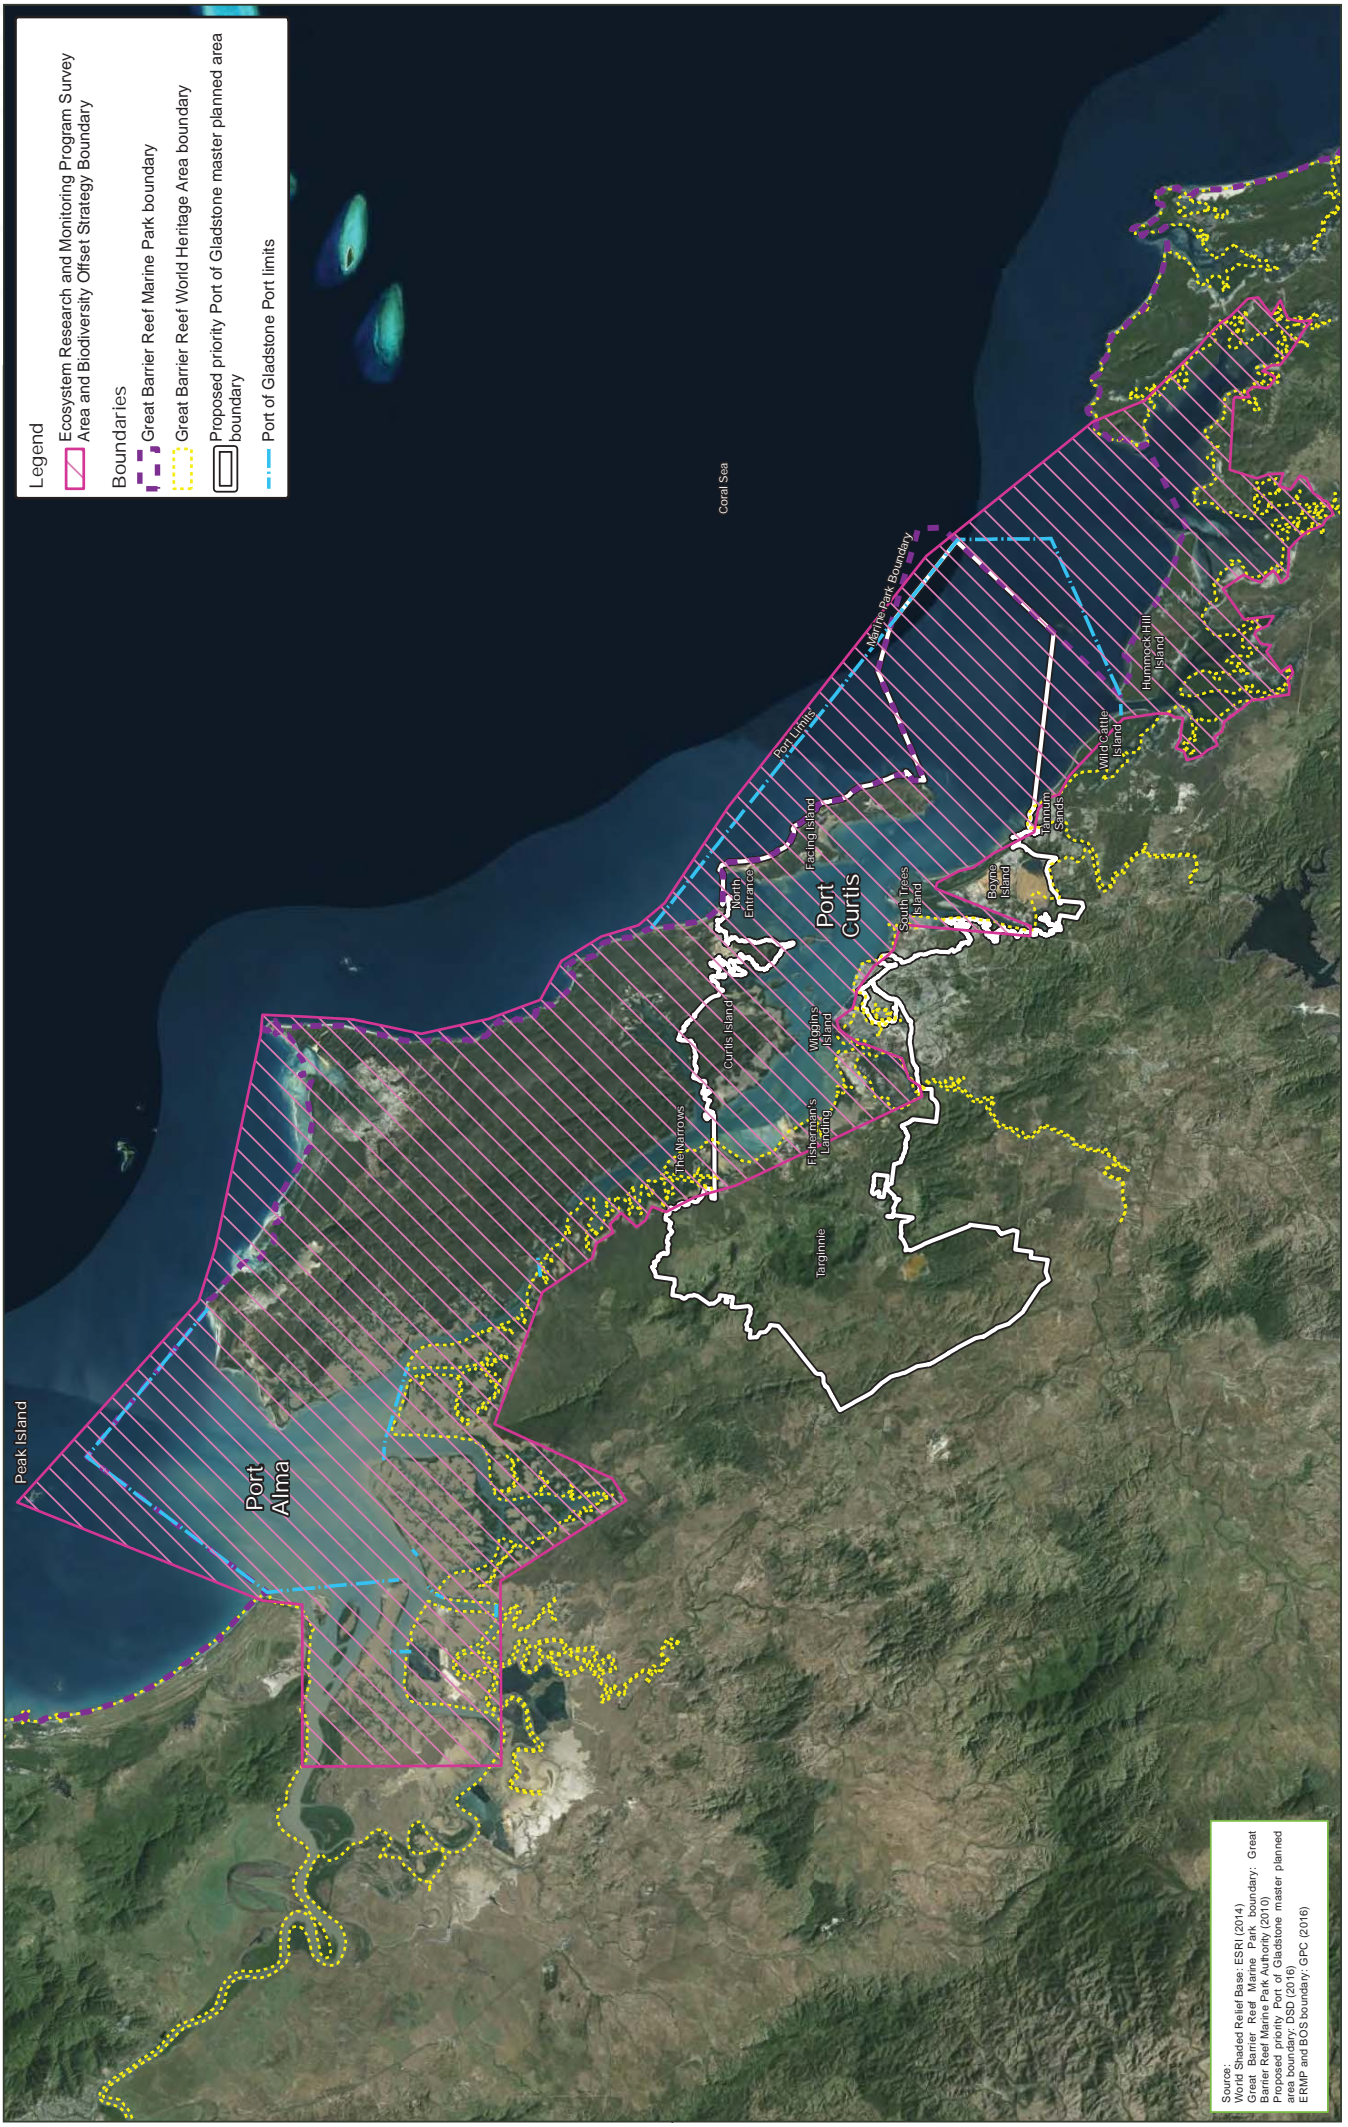 Legend
Ecosystem Research and Monitoring Program Survey
Area and Biodiversity Offset Strategy Boundary
Boundaries
Great Barrier Reef Marine Park boundary
Great Barrier Reef World Heritage Area boundary
Proposed priority Port of Gladstone master planned area
boundary
Port of Gladstone Port limits
Peak Island
Port
Alma
Coral Sea
Marine Park Boundary
Port Limits
The Narrows
Curtis Island
North
Entrance
Facing Island
Port
Curtis
Targinnie
Fisherman's
Landing
Wiggins
Island
South Trees
Island
Boyne
Island
Tannum
Sands
Wild Cattle
Island
Hummock Hill
Island
Source:
World Shaded Relief Base: ESRI (2014)
Great Barrier Reef Marine Park boundary: Great
Barrier Reef Marine Park Authority (2010)
Proposed priority Port of Gladstone master planned
area boundary: DSD (2016)
ERMP and BOS boundary: GPC (2016)